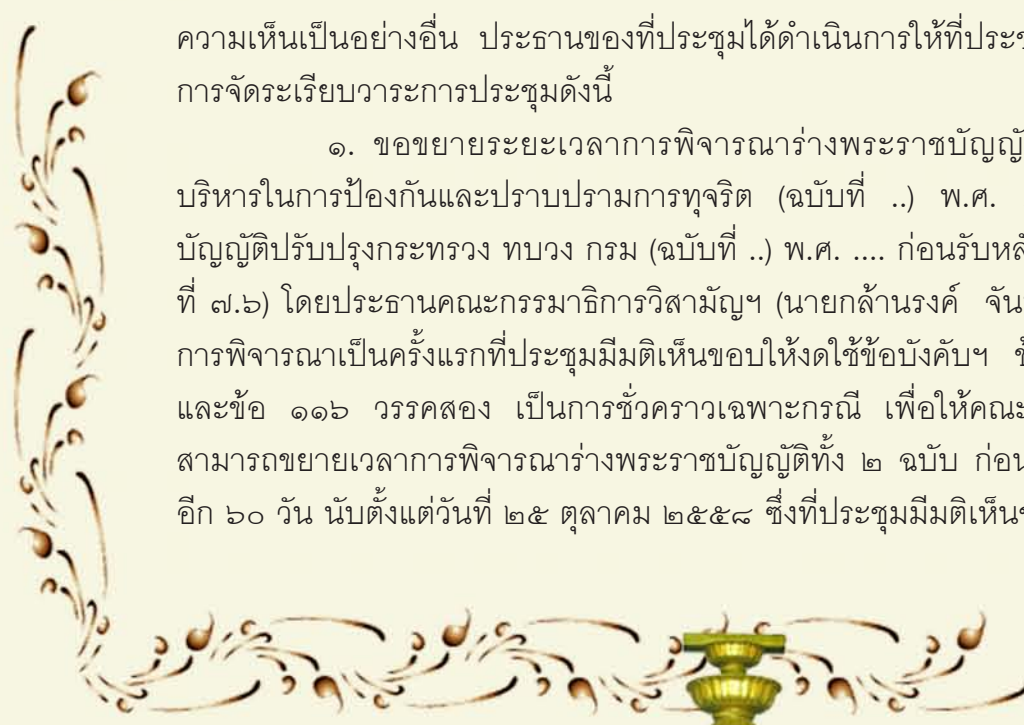 ความเห็นเป็นอย่างอื่น ประธานของที่ประชุมได้ดำเนินการให้ที่ประช
การจัดระเรียบวาระการประชุมดังนี้
๑. ขอขยายระยะเวลาการพิจารณาร่างพระราชบัญญั
บริหารในการป้องกันและปราบปรามการทุจริต (ฉบับที่ ..) พ.ศ.
บัญญัติปรับปรุงกระทรวง ทบวง กรม (ฉบับที่ ..) พ.ศ. .... ก่อนรับหลั
ที่ ๗.๖) โดยประธานคณะกรรมาธิการวิสามัญฯ (นายกล้านรงค์ จัน
การพิจารณาเป็นครั้งแรกที่ประชุมมีมติเห็นชอบให้งดใช้ข้อบังคับฯ
และข้อ ๑๑๖ วรรคสอง เป็นการชั่วคราวเฉพาะกรณี เพื่อให้คณะ
สามารถขยายเวลาการพิจารณาร่างพระราชบัญญัติทั้ง ๒ ฉบับ ก่อน
อีก ๖๐ วัน นับตั้งแต่วันที่ ๒๕ ตุลาคม ๒๕๕๘ ซึ่งที่ประชุมมีมติเห็น